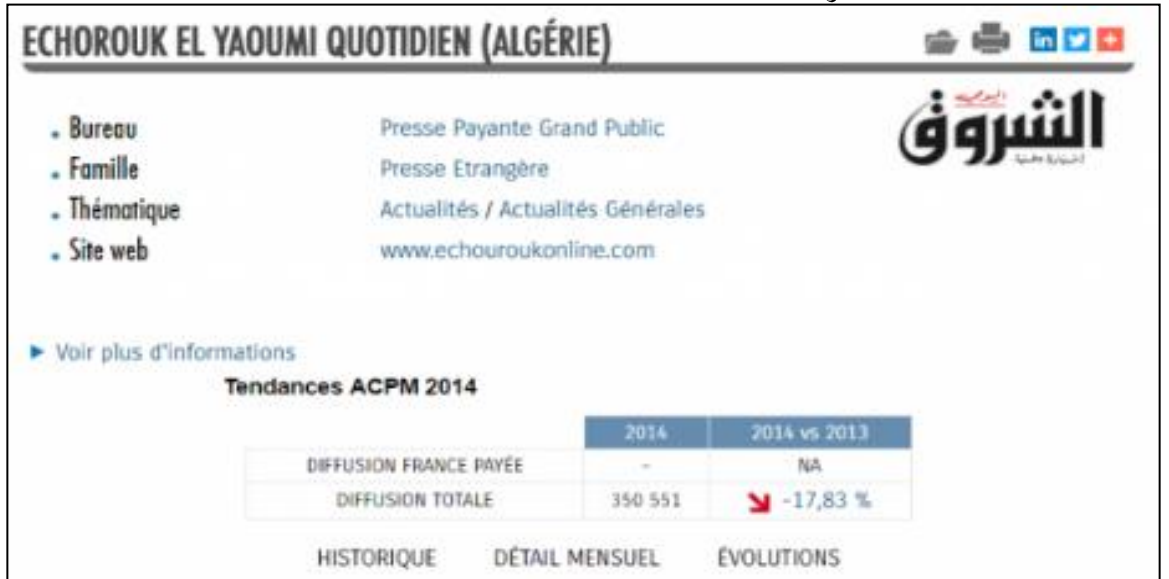 ECHOROUK EL YAOUMI QUOTIDIEN (ALGÉRIE)
in
اليومي
الشروق
Bureau Presse Payante Grand Public
Famille Presse Etrangère
Thématique Actualités / Actualités Générales
Site web www.echouroukonline.com
Voir plus d'informations
Tendances ACPM 2014
2014 2014 vs 2013
DIFFUSION FRANCE PAYÉE - NA
DIFFUSION TOTALE 350 551 -17,83 %
HISTORIQUE DÉTAIL MENSUEL ÉVOLUTIONS